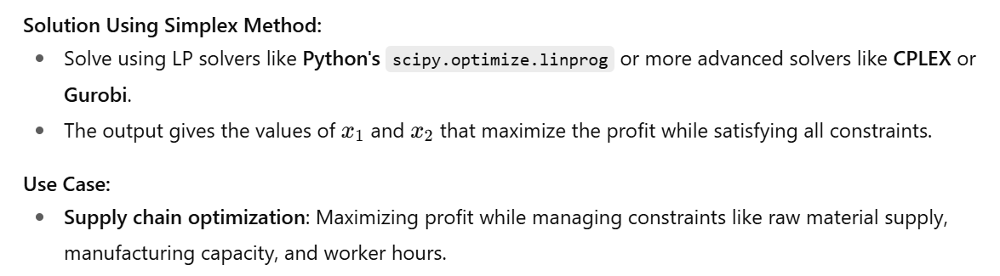 Solution Using Simplex Method:
• Solve using LP solvers like Python's scipy.optimize.linprog or more advanced solvers like CPLEX or
Gurobi.
• The output gives the values of x₁ and x₂ that maximize the profit while satisfying all constraints.
Use Case:
• Supply chain optimization: Maximizing profit while managing constraints like raw material supply,
manufacturing capacity, and worker hours.